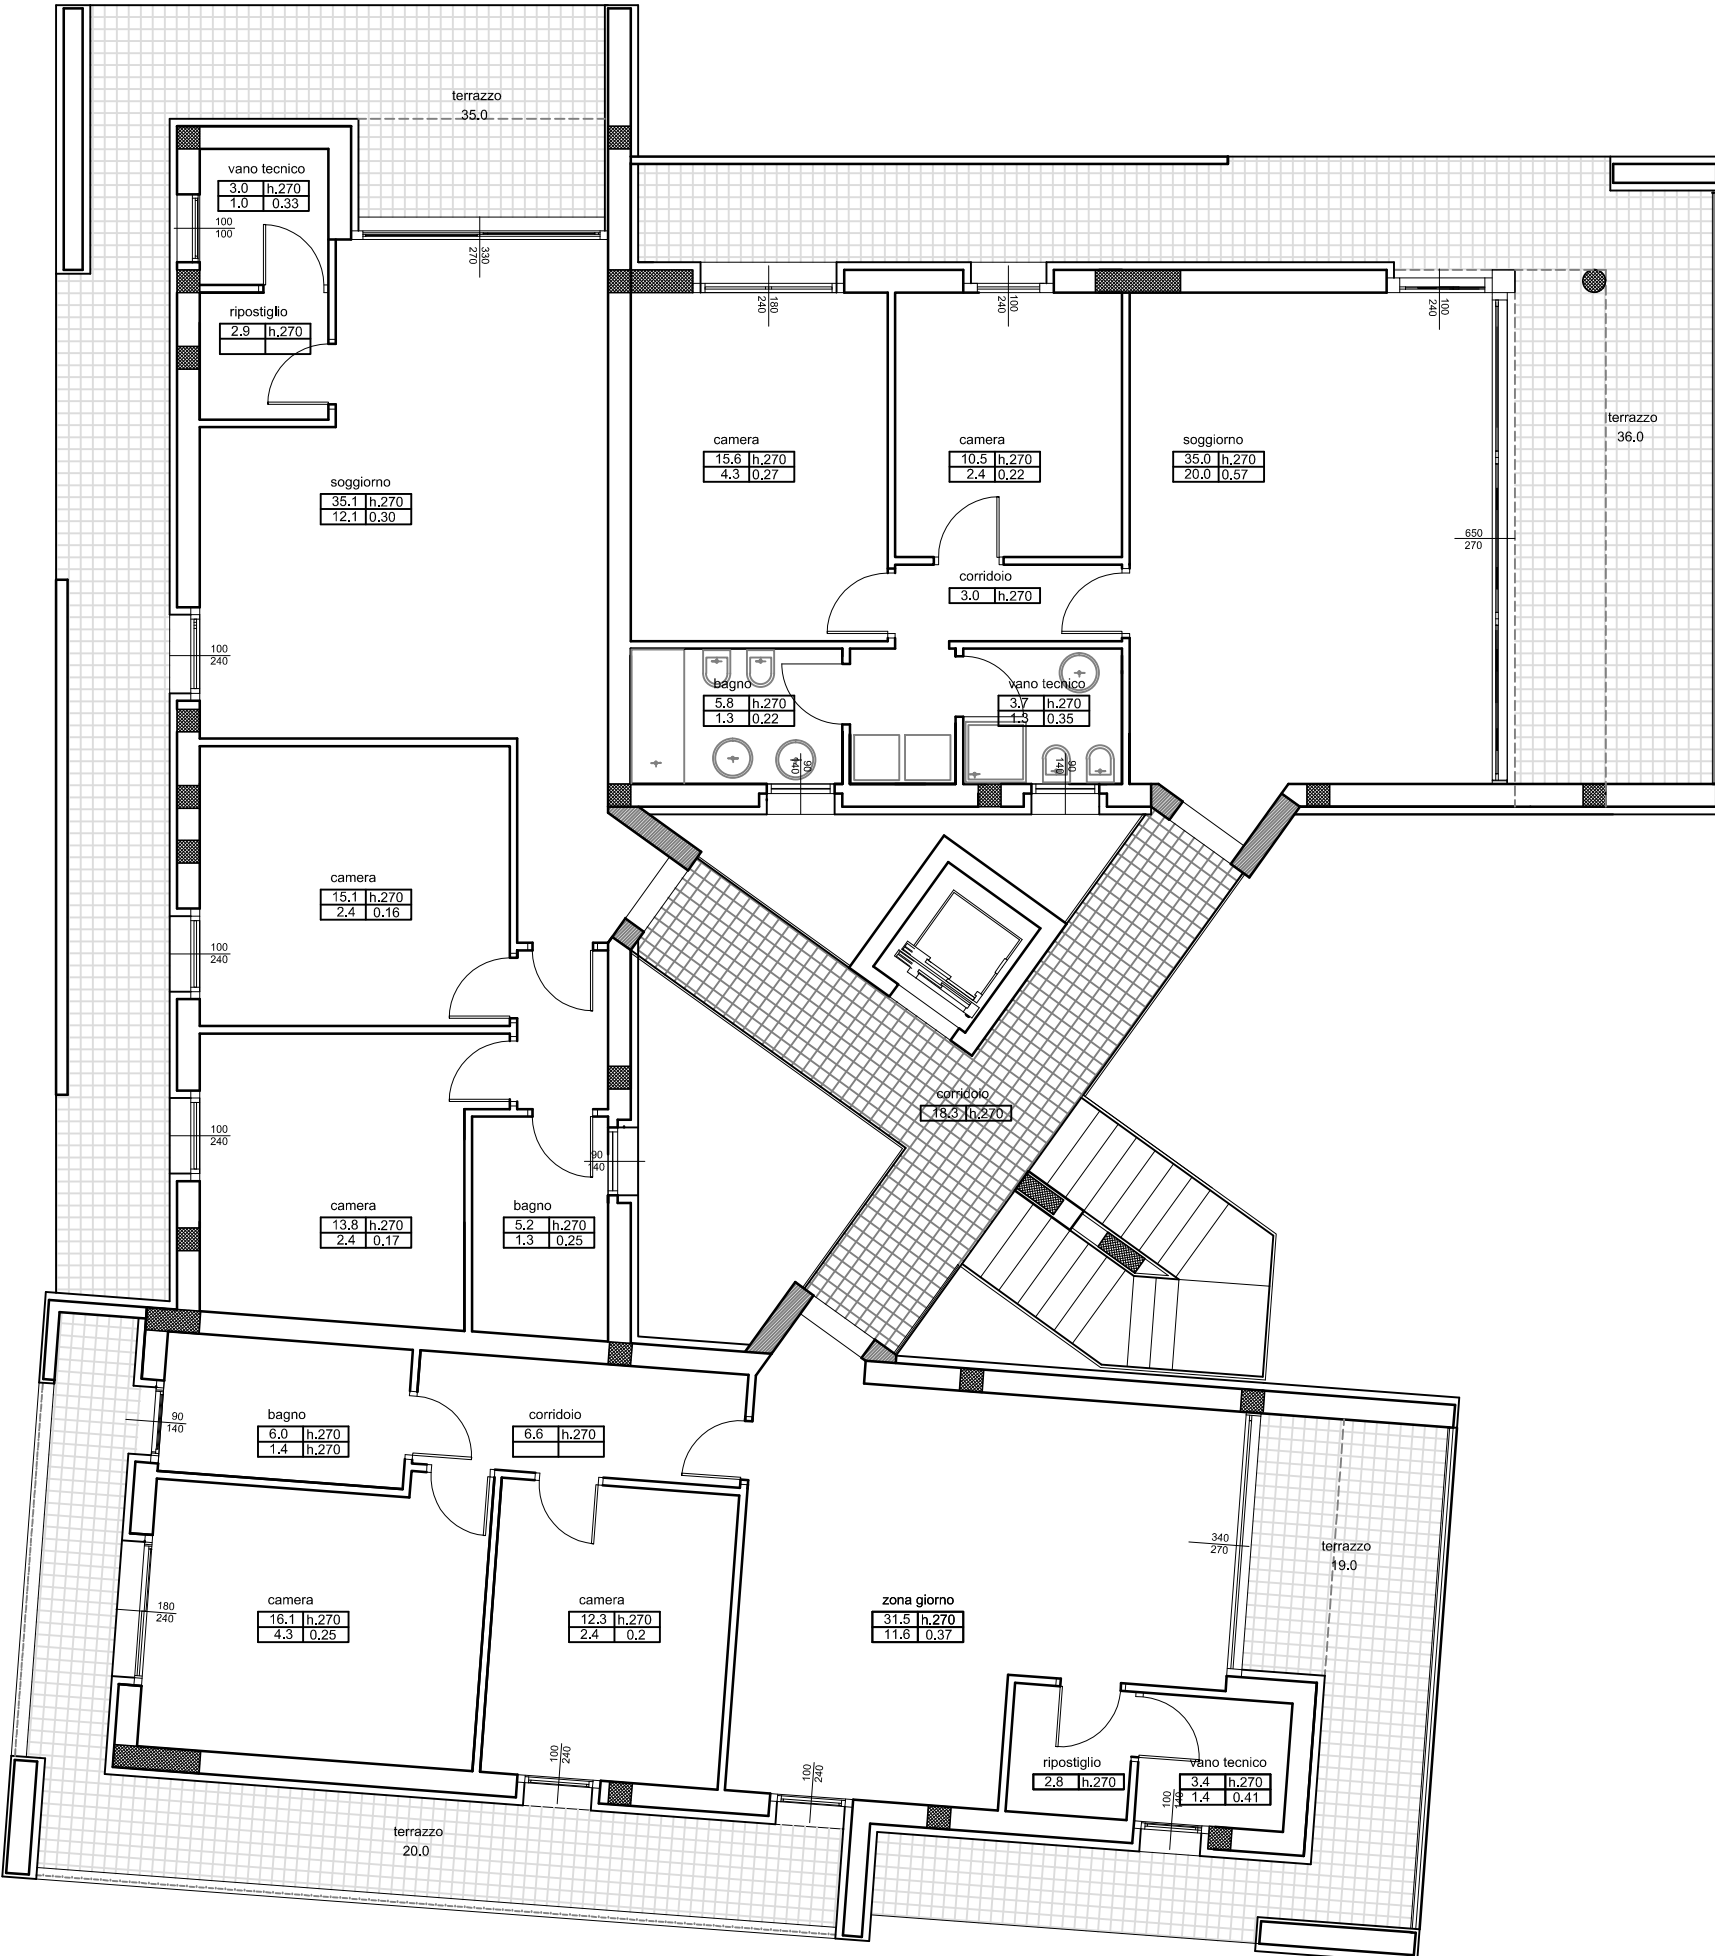 terrazzo
35.0
vano tecnico
3.0 h.270
1.0 0.33
100
100
330
270
ripostiglio
2.9 h.270
180
240
100
240
100
240
terrazzo
36.0
camera
15.6 h.270
4.3 0.27
camera
10.5 h.270
2.4 0.22
soggiorno
35.0 h.270
20.0 0.57
soggiorno
35.1 h.270
12.1 0.30
650
270
corridoio
3.0 h.270
100
240
bagno
5.8 h.270
1.3 0.22
vano tecnico
3.7 h.270
1.3 0.35
90
140
90
140
camera
15.1 h.270
2.4 0.16
100
240
corridoio
18.3 h.270
100
240
90
140
camera
13.8 h.270
2.4 0.17
bagno
5.2 h.270
1.3 0.25
90
140
bagno
6.0 h.270
1.4 h.270
corridoio
6.6 h.270
340
270
terrazzo
19.0
180
240
camera
16.1 h.270
4.3 0.25
camera
12.3 h.270
2.4 0.2
zona giorno
31.5 h.270
11.6 0.37
100
240
100
240
ripostiglio
2.8 h.270
vano tecnico
3.4 h.270
1.4 0.41
100
140
terrazzo
20.0